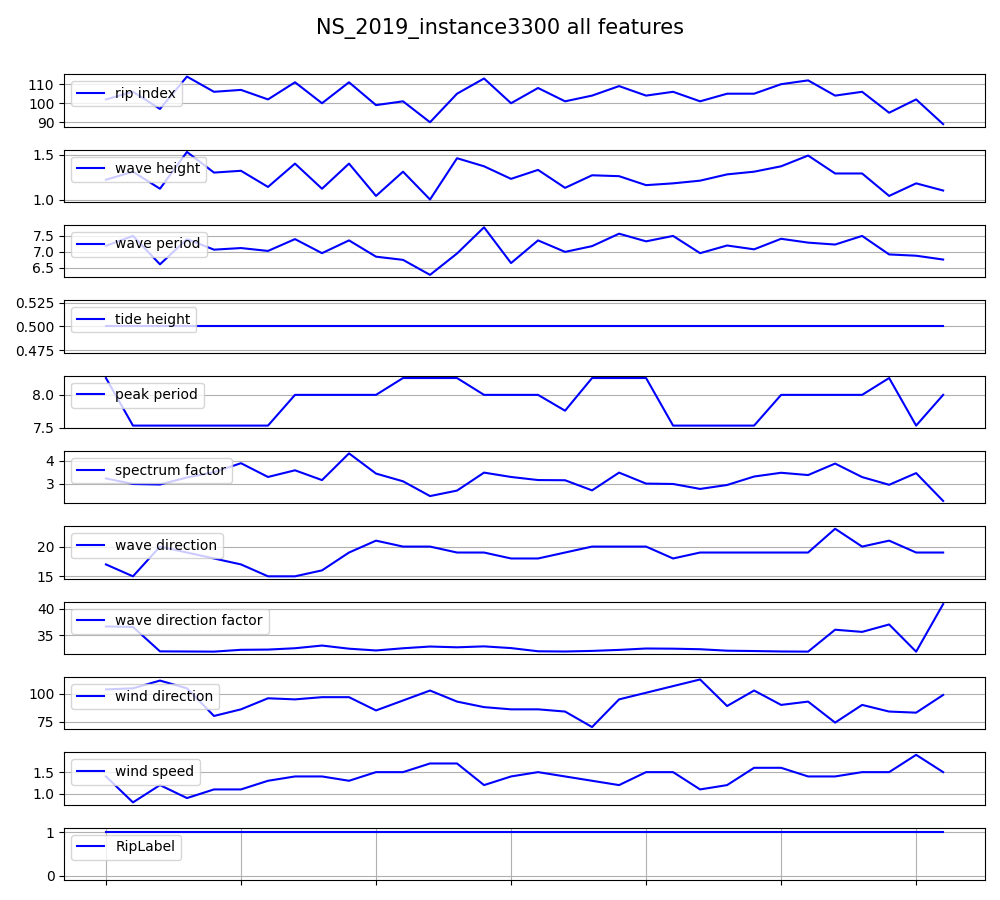 NS_2019_instance3300 all features
110
100
90
rip index
1.5
1.0
wave height
7.5
7.0
6.5
wave period
0.525
0.500
0.475
tide height
8.0
7.5
peak period
4
3
spectrum factor
20
15
wave direction
40
35
wave direction factor
100
75
wind direction
1.5
1.0
wind speed
1
0
RipLabel